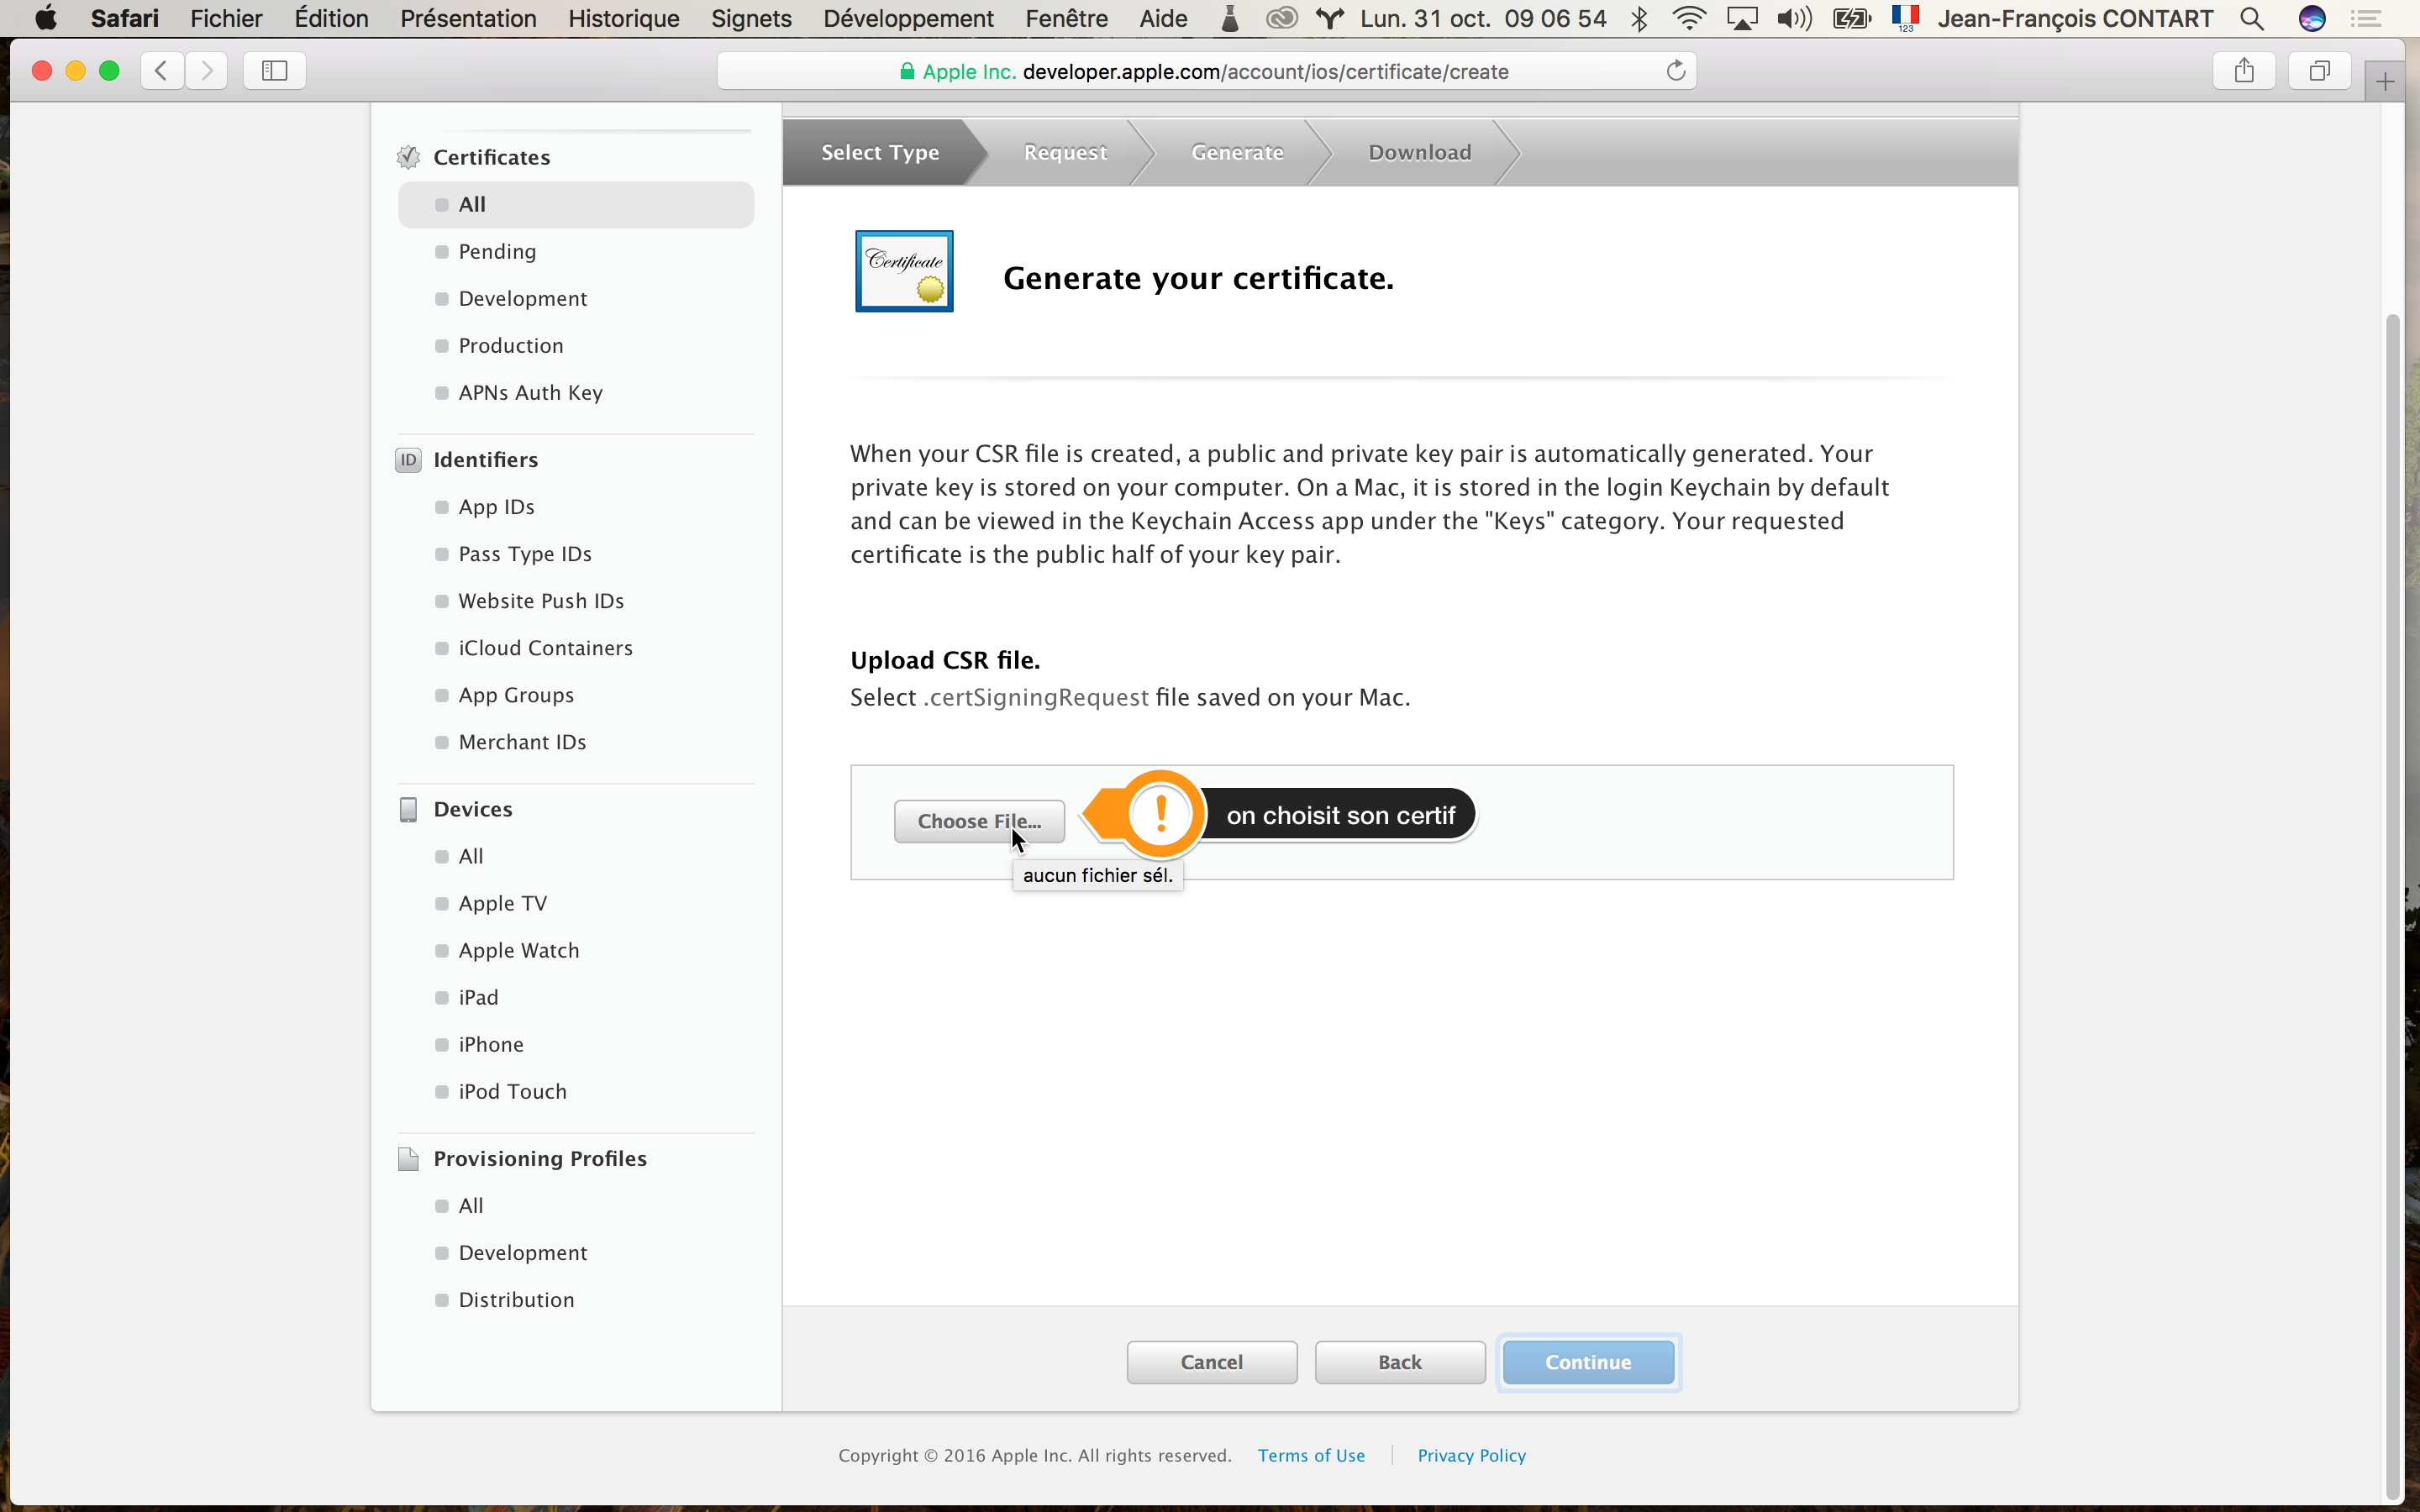 Safari Fichier Édition Présentation Historique Signets Développement Fenêtre Aide Lun. 31 oct. 09 06 54 123 Jean-François CONTART
Apple Inc. developer.apple.com/account/ios/certificate/create
Certificates
All
Pending
Development
Production
APNs Auth Key
ID Identifiers
App IDs
Pass Type IDs
Website Push IDs
iCloud Containers
App Groups
Merchant IDs
Devices
All
Apple TV
Apple Watch
iPad
iPhone
iPod Touch
Provisioning Profiles
All
Development
Distribution
Select Type Request Generate Download
Certificate
Generate your certificate.
When your CSR file is created, a public and private key pair is automatically generated. Your
private key is stored on your computer. On a Mac, it is stored in the login Keychain by default
and can be viewed in the Keychain Access app under the "Keys" category. Your requested
certificate is the public half of your key pair.
Upload CSR file.
Select .certSigningRequest file saved on your Mac.
Choose File... ! on choisit son certif
aucun fichier sél.
Cancel Back Continue
Copyright © 2016 Apple Inc. All rights reserved. Terms of Use Privacy Policy